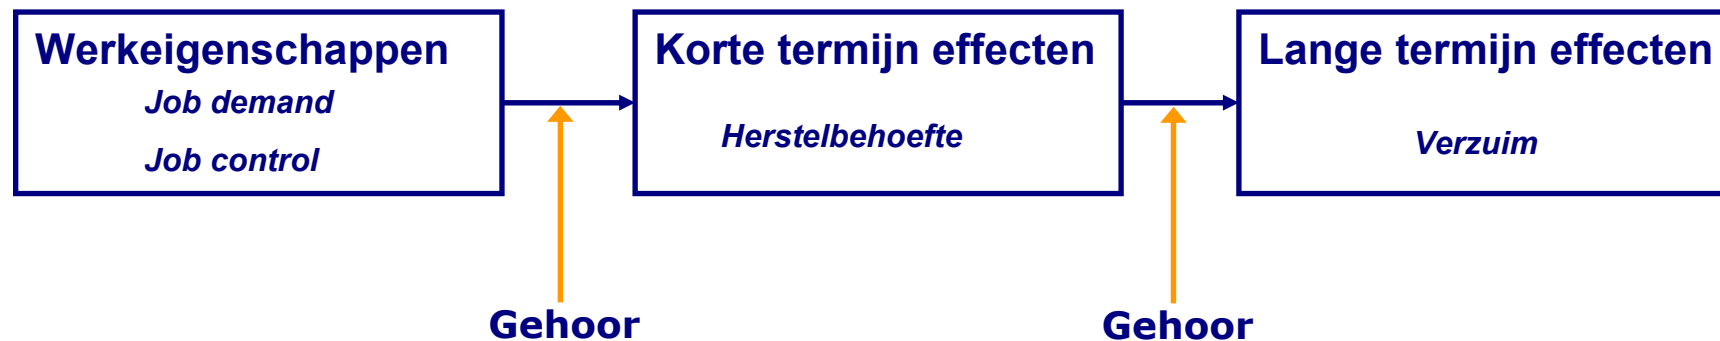 Werkeigenschappen
Job demand
Job control
Korte termijn effecten
Herstelbehoefte
Lange termijn effecten
Verzuim
Gehoor
Gehoor